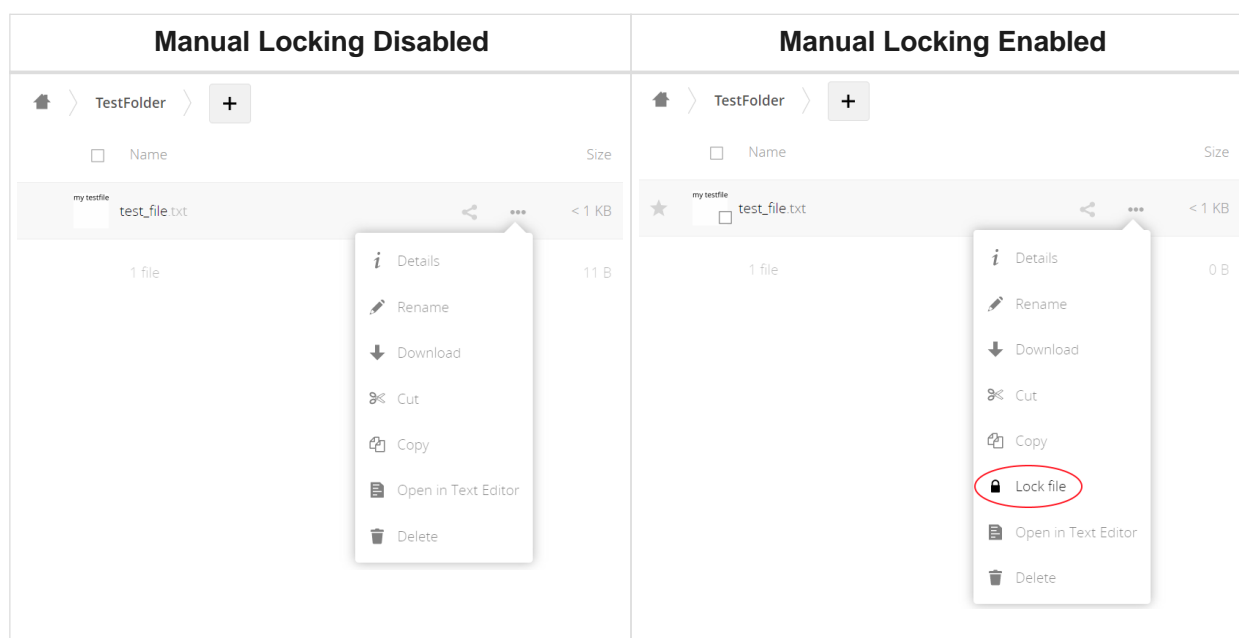 Manual Locking Disabled
Manual Locking Enabled
TestFolder +
Name Size
my testfile
test_file.txt ... < 1 KB
Details
1 file 11 B
Rename
Download
Cut
Copy
Open in Text Editor
Delete
TestFolder +
Name Size
my testfile
test_file.txt ... < 1 KB
Details
1 file 0 B
Rename
Download
Cut
Copy
Lock file
Open in Text Editor
Delete